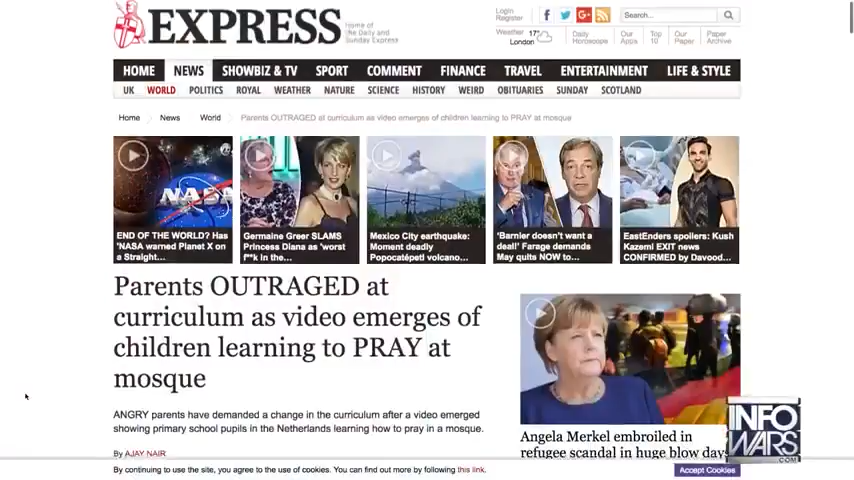 EXPRESS
Home of
the Daily and
Sunday Express
Login
Register
Search...
Weather 17°
London
Daily
Horoscope
Our
Apps
Top
10
Our
Paper
Paper
Archive
HOME NEWS SHOWBIZ & TV SPORT COMMENT FINANCE TRAVEL ENTERTAINMENT LIFE & STYLE
UK WORLD POLITICS ROYAL WEATHER NATURE SCIENCE HISTORY WEIRD OBITUARIES SUNDAY SCOTLAND
Home News World Parents OUTRAGED at curriculum as video emerges of children learning to PRAY at mosque
NASA
END OF THE WORLD? Has
'NASA warned Planet X on
a Straight...
Germaine Greer SLAMS
Princess Diana as 'worst
f**k in the...
Mexico City earthquake:
Moment deadly
Popocatépetl volcano...
'Barnier doesn't want a
deal!' Farage demands
May quits NOW to...
EastEnders spoilers: Kush
Kazemi EXIT news
CONFIRMED by Davood...
Parents OUTRAGED at
curriculum as video emerges of
children learning to PRAY at
mosque
ANGRY parents have demanded a change in the curriculum after a video emerged
showing primary school pupils in the Netherlands learning how to pray in a mosque.
By AJAY NAIR
Angela Merkel embroiled in
refugee scandal in huge blow days
INFO
WARS
.COM
By continuing to use the site, you agree to the use of cookies. You can find out more by following this link.
Accept Cookies